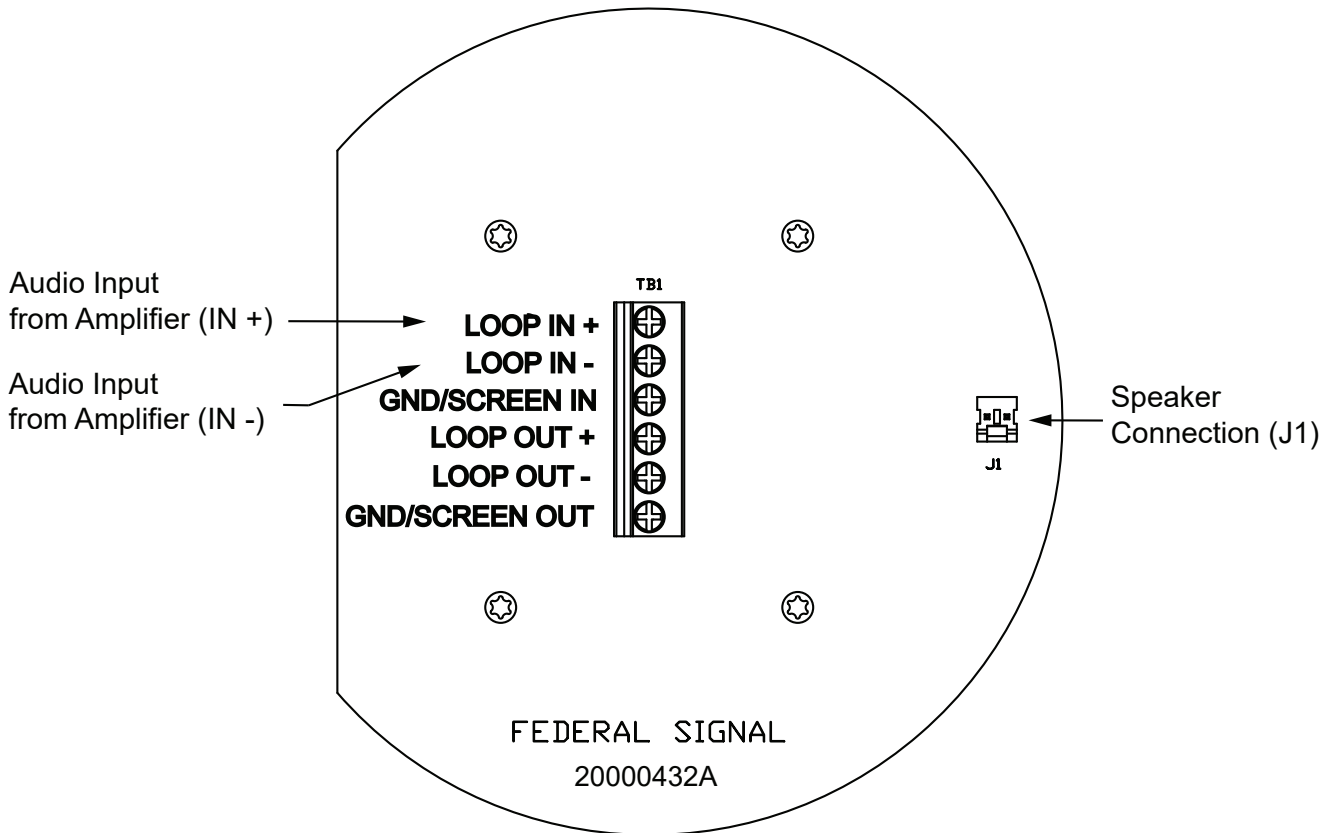 Audio Input
from Amplifier (IN +)
Audio Input
from Amplifier (IN -)
TB1
LOOP IN +
LOOP IN -
GND/SCREEN IN
LOOP OUT +
LOOP OUT -
GND/SCREEN OUT
Speaker
Connection (J1)
J1
FEDERAL SIGNAL
20000432A